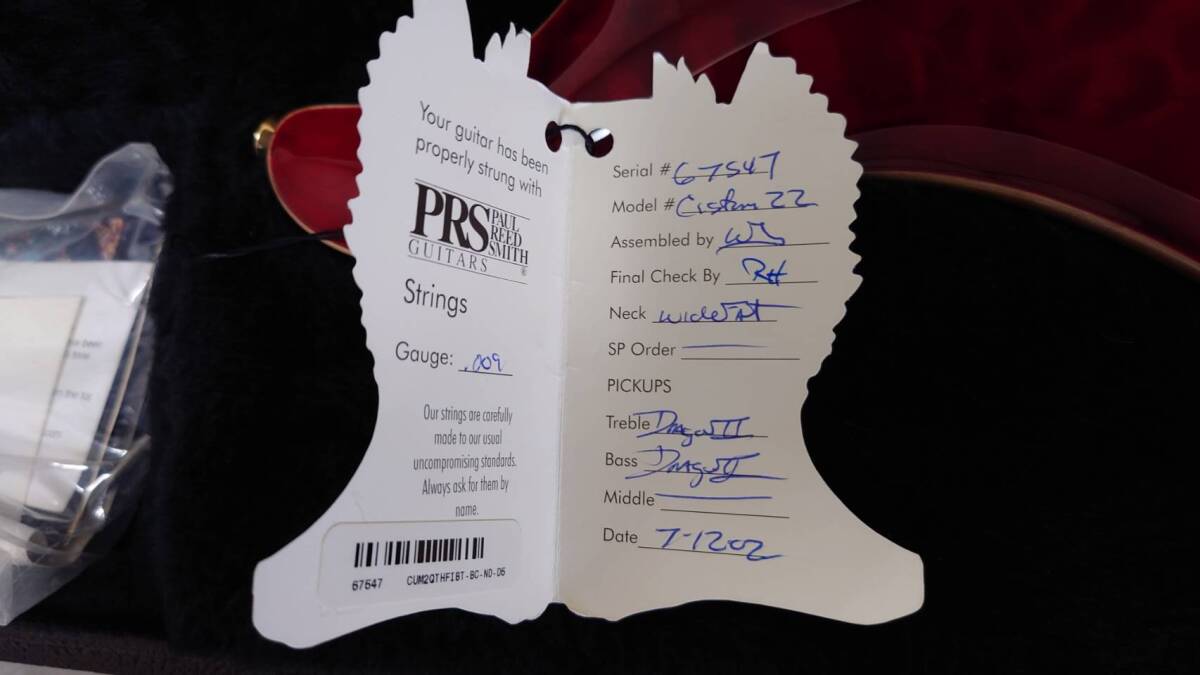 Your guitar has been
properly strung with
PRS PAUL
REED
SMITH
GUITARS ®
Strings
Gauge: .009
Our strings are carefully
made to our usual
uncompromising standards.
Always ask for them by
name.
67547
CUM2QTHFIBT-BC-ND-D6
Serial # 67547
Model # Custom 22
Assembled by
Final Check By RH
Neck wide FAT
SP Order
PICKUPS
Treble Dragon II
Bass Dragon II
Middle
Date 7-12 02